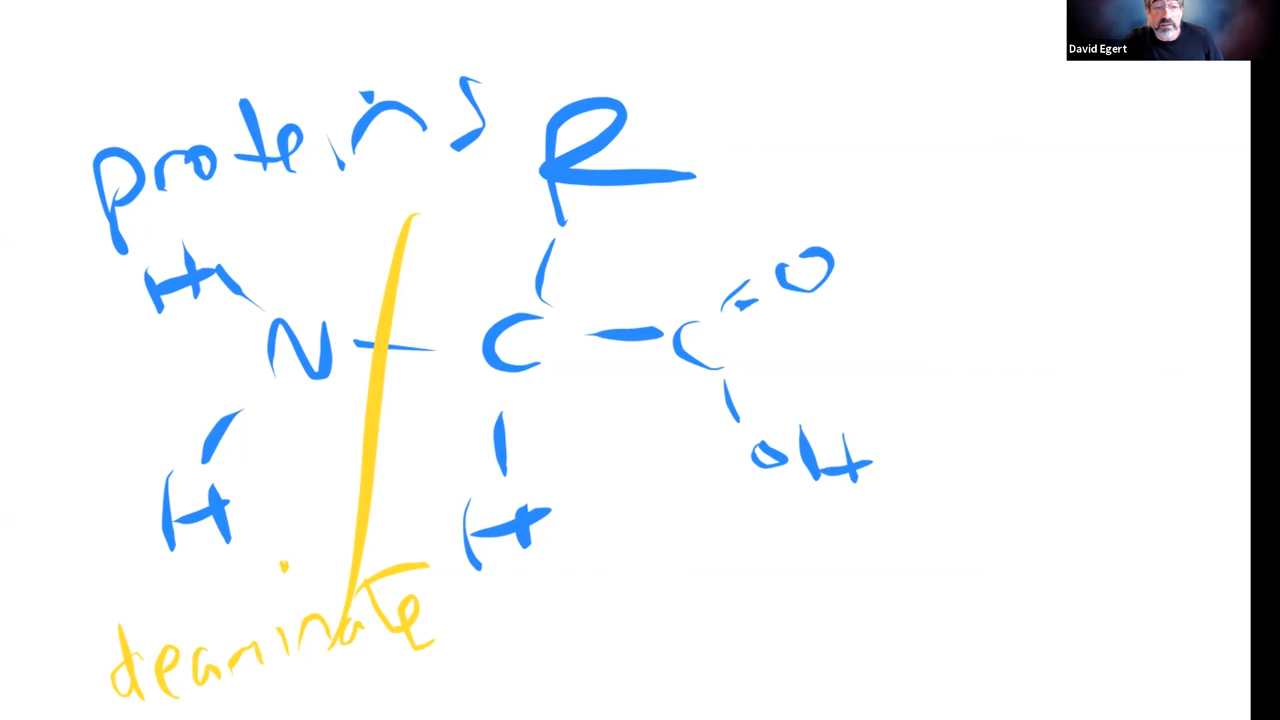 David Egert
proteins
R
H
O
N C C
OH
H H
deaminate